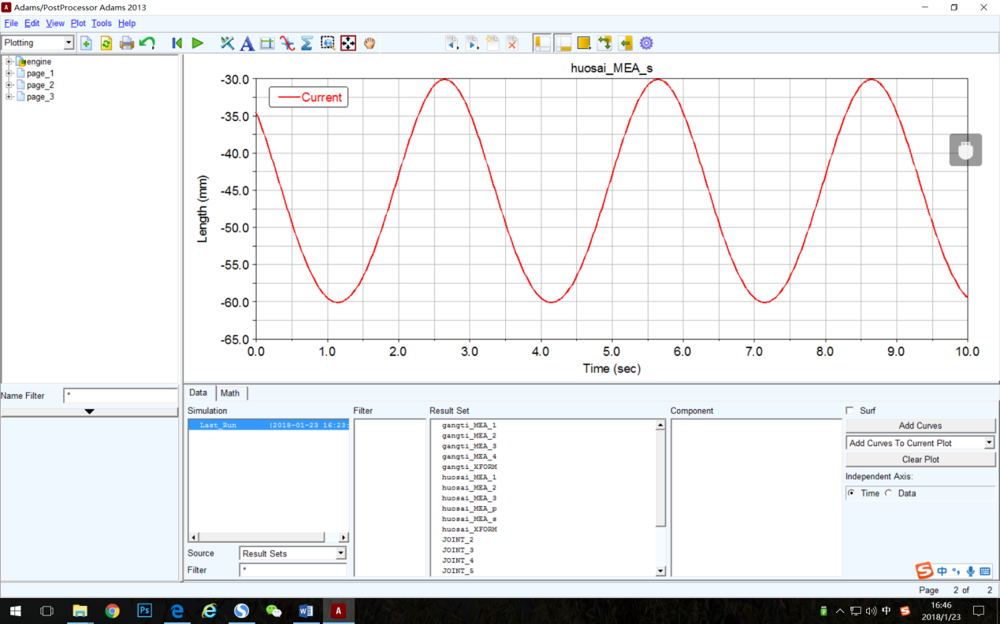 A Adams/PostProcessor Adams 2013
File Edit View Plot Tools Help
Plotting
engine
page_1
page_2
page_3
huosai_MEA_s
Current
Length (mm)
-30.0
-35.0
-40.0
-45.0
-50.0
-55.0
-60.0
-65.0
0.0 1.0 2.0 3.0 4.0 5.0 6.0 7.0 8.0 9.0 10.0
Time (sec)
Name Filter *
Data Math
Simulation Filter Result Set Component Surf
Last_Run (2018-01-23 16:23:
gangti_MEA_1
gangti_MEA_2
gangti_MEA_3
gangti_MEA_4
gangti_XFORM
huosai_MEA_1
huosai_MEA_2
huosai_MEA_3
huosai_MEA_p
huosai_MEA_s
huosai_XFORM
JOINT_2
JOINT_3
JOINT_4
JOINT_5
Add Curves
Add Curves To Current Plot
Clear Plot
Independent Axis:
Time Data
Source Result Sets
Filter *
S 中
Page 2 of 2
Ps
W
A
中 S
16:46
2018/1/23